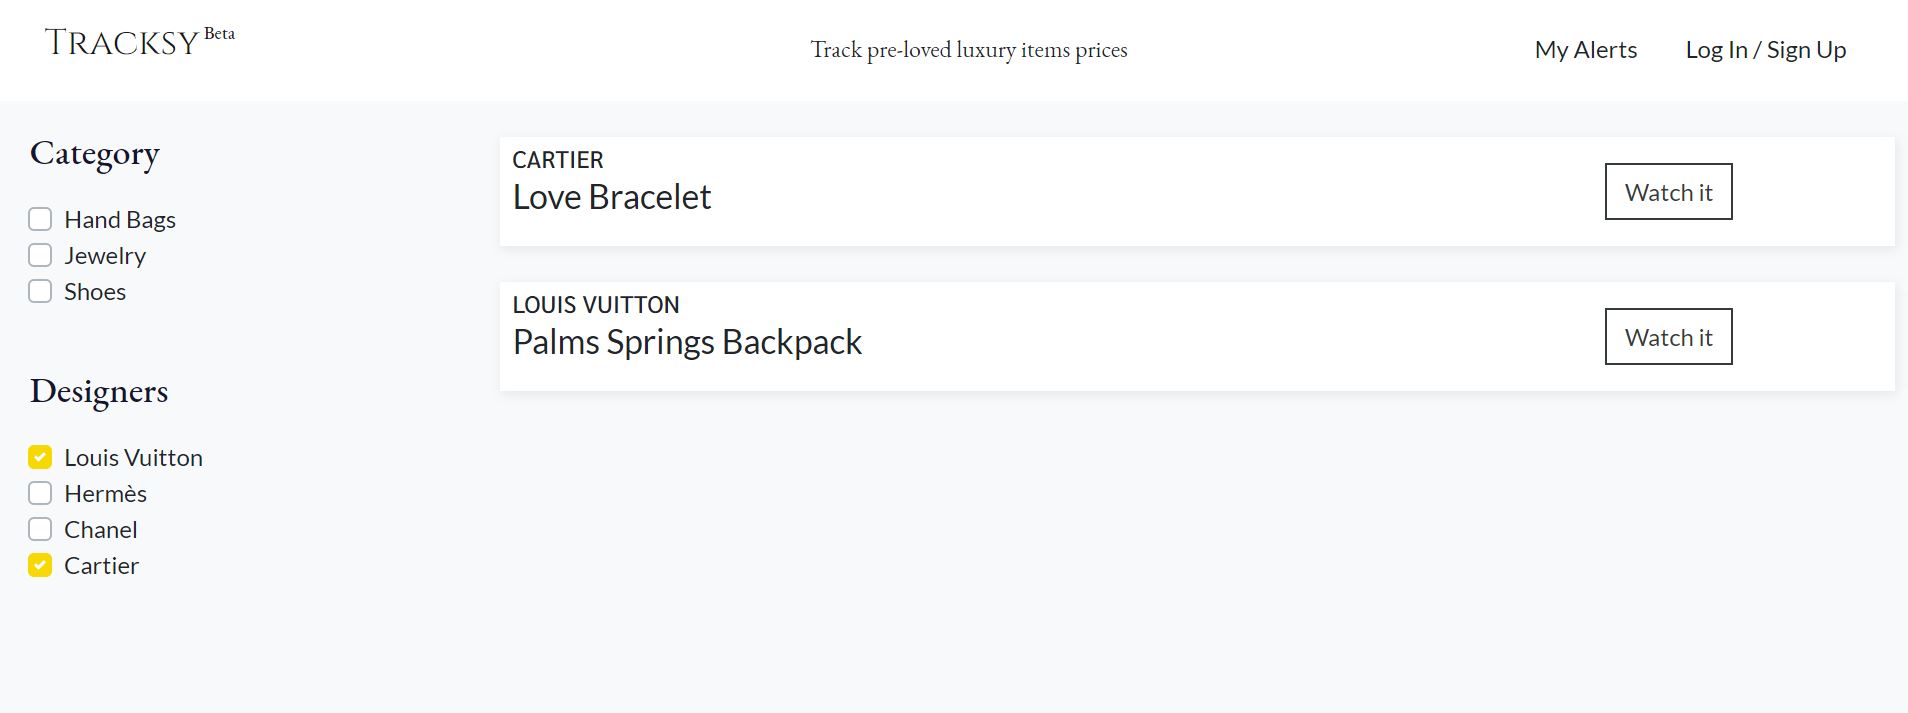 TRACKSY Beta
Track pre-loved luxury items prices
My Alerts
Log In / Sign Up
Category
Hand Bags
Jewelry
Shoes
Designers
Louis Vuitton
Hermès
Chanel
Cartier
CARTIER
Love Bracelet
Watch it
LOUIS VUITTON
Palms Springs Backpack
Watch it